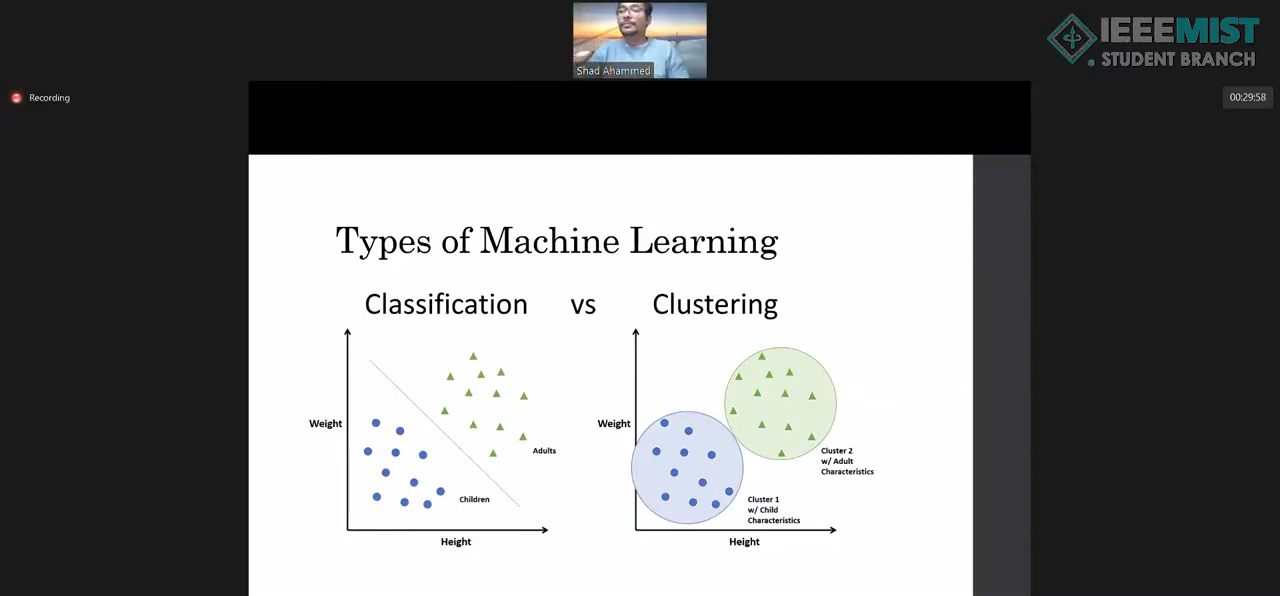 IEEEMIST
STUDENT BRANCH
Shad Ahammed
Recording
00:29:58
Types of Machine Learning
Classification vs Clustering
Weight
Adults
Children
Height
Weight
Cluster 2
w/ Adult
Characteristics
Cluster 1
w/ Child
Characteristics
Height